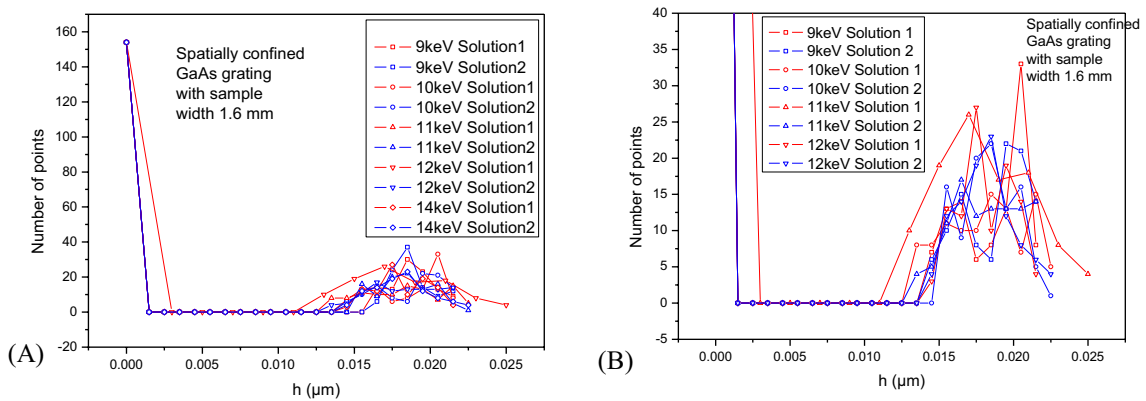 160
140
120
100
80
60
40
20
0
-20
Number of points
Spatially confined
GaAs grating
with sample
width 1.6 mm
9keV Solution1
9keV Solution2
10keV Solution1
10keV Solution2
11keV Solution1
11keV Solution2
12keV Solution1
12keV Solution2
14keV Solution1
14keV Solution2
0.000 0.005 0.010 0.015 0.020 0.025
h (µm)
(A)
40
35
30
25
20
15
10
5
0
-5
Number of points
9keV Solution 1
9keV Solution 2
10keV Solution 1
10keV Solution 2
11keV Solution 1
11keV Solution 2
12keV Solution 1
12keV Solution 2
Spatially confined
GaAs grating
with sample
width 1.6 mm
0.000 0.005 0.010 0.015 0.020 0.025
h (µm)
(B)